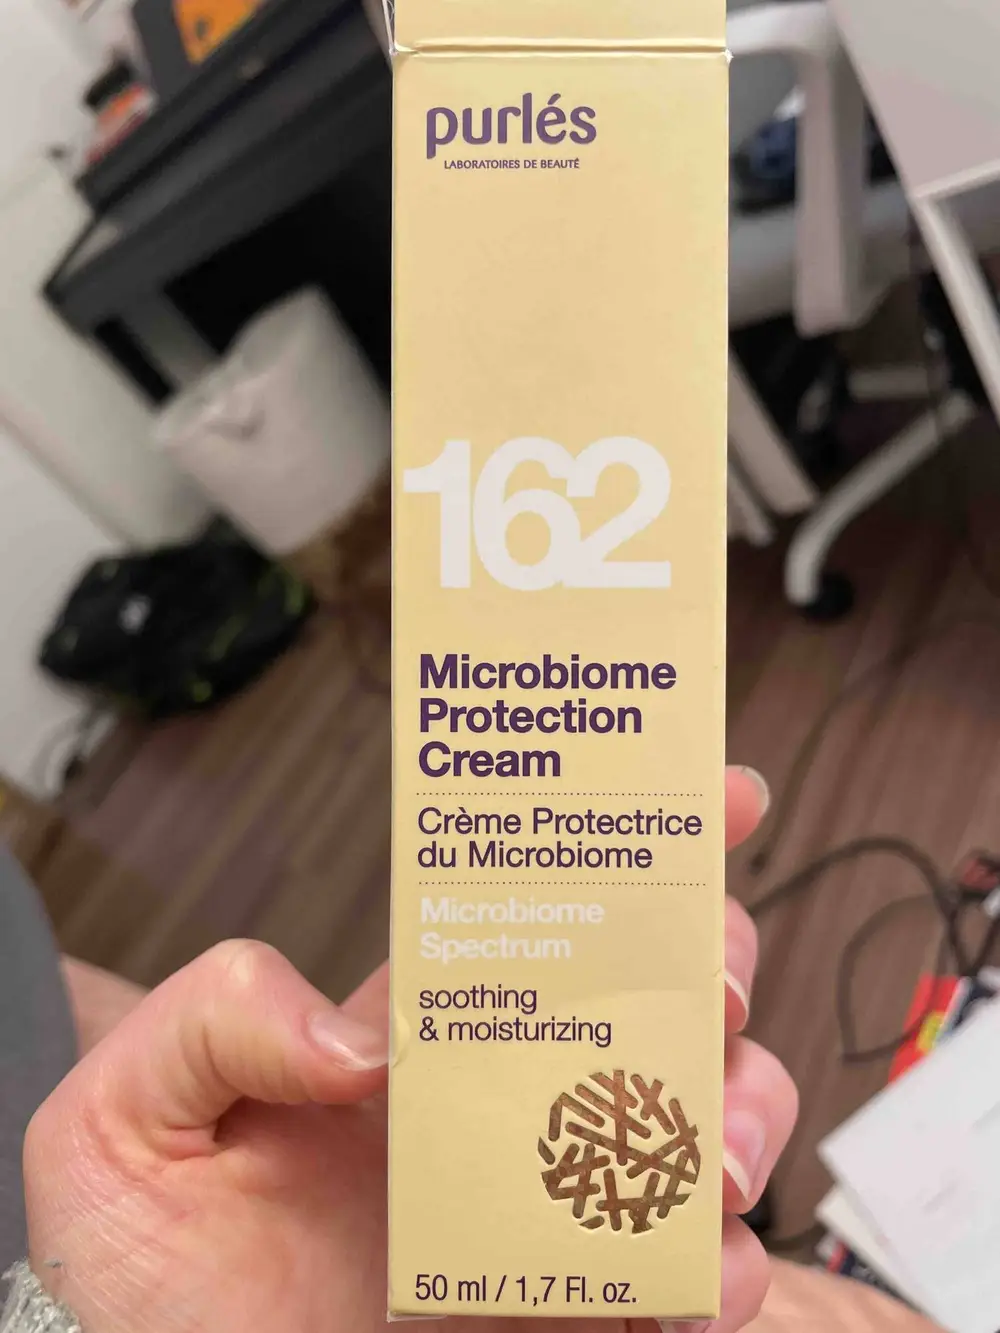 purlés
LABORATOIRES DE BEAUTÉ
162
Microbiome
Protection
Cream
Crème Protectrice
du Microbiome
Microbiome
Spectrum
soothing
& moisturizing
50 ml / 1,7 Fl. oz.